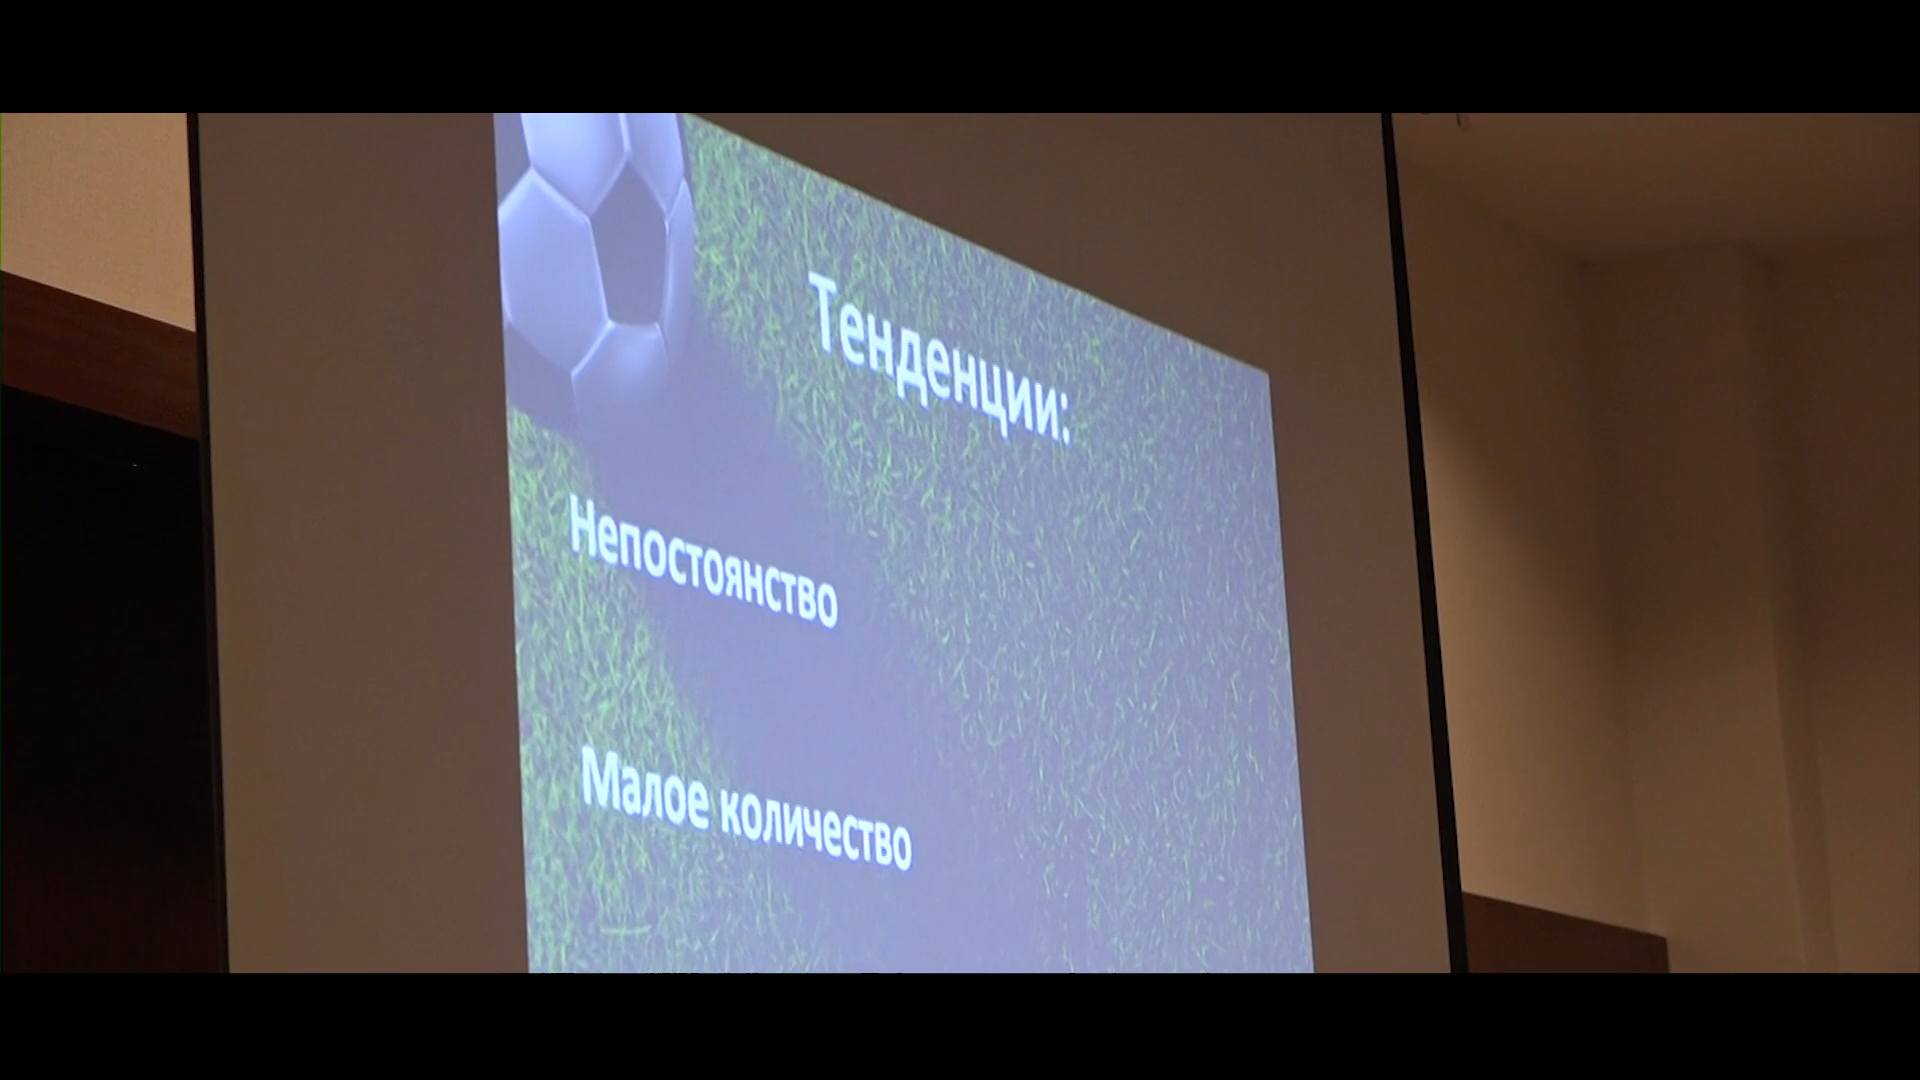 Тенденции:
Непостоянство
Малое количество